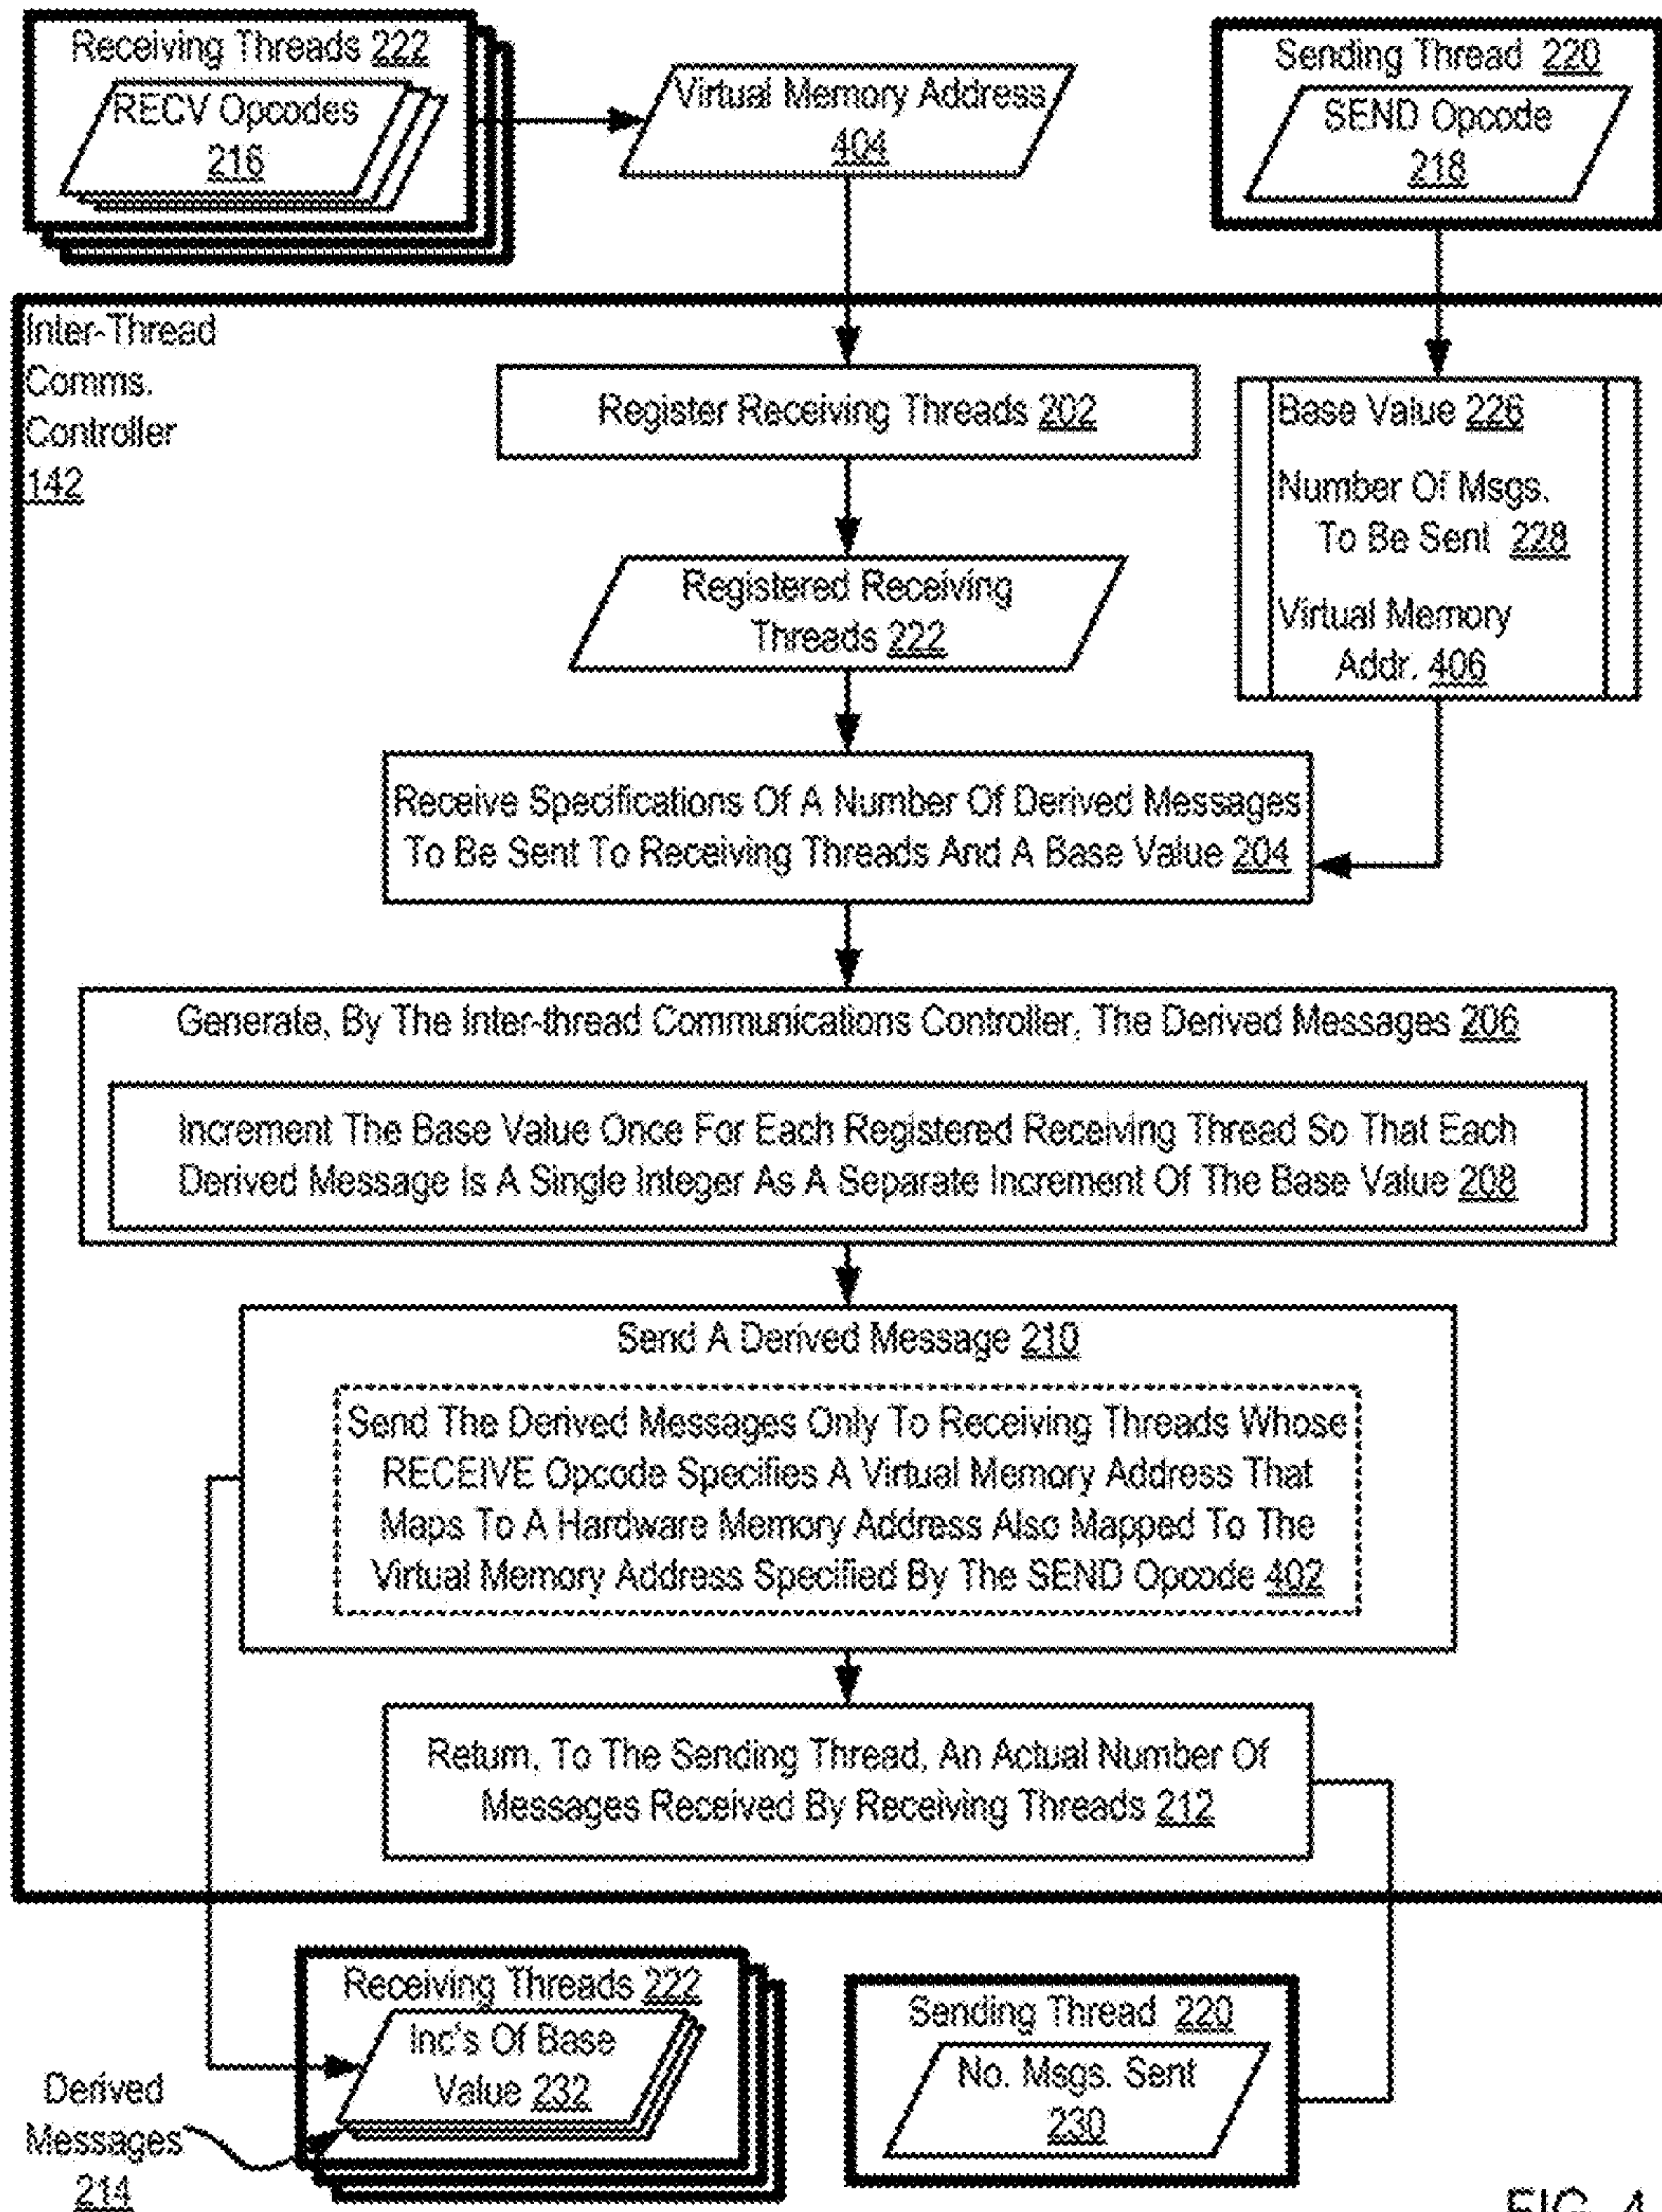 Receiving Threads 222
RECV Opcodes
216
Virtual Memory Address
404
Sending Thread 220
SEND Opcode
218
Inter-Thread
Comms.
Controller
142
Register Receiving Threads 202
Base Value 226
Number Of Msgs.
To Be Sent 228
Virtual Memory
Addr. 406
Registered Receiving
Threads 222
Receive Specifications Of A Number Of Derived Messages
To Be Sent To Receiving Threads And A Base Value 204
Generate, By The Inter-thread Communications Controller, The Derived Messages 206
Increment The Base Value Once For Each Registered Receiving Thread So That Each
Derived Message Is A Single Integer As A Separate Increment Of The Base Value 208
Send A Derived Message 210
Send The Derived Messages Only To Receiving Threads Whose
RECEIVE Opcode Specifies A Virtual Memory Address That
Maps To A Hardware Memory Address Also Mapped To The
Virtual Memory Address Specified By The SEND Opcode 402
Return, To The Sending Thread, An Actual Number Of
Messages Received By Receiving Threads 212
Receiving Threads 222
Inc's Of Base
Value 232
Sending Thread 220
No. Msgs. Sent
230
Derived
Messages
214
FIG. 4